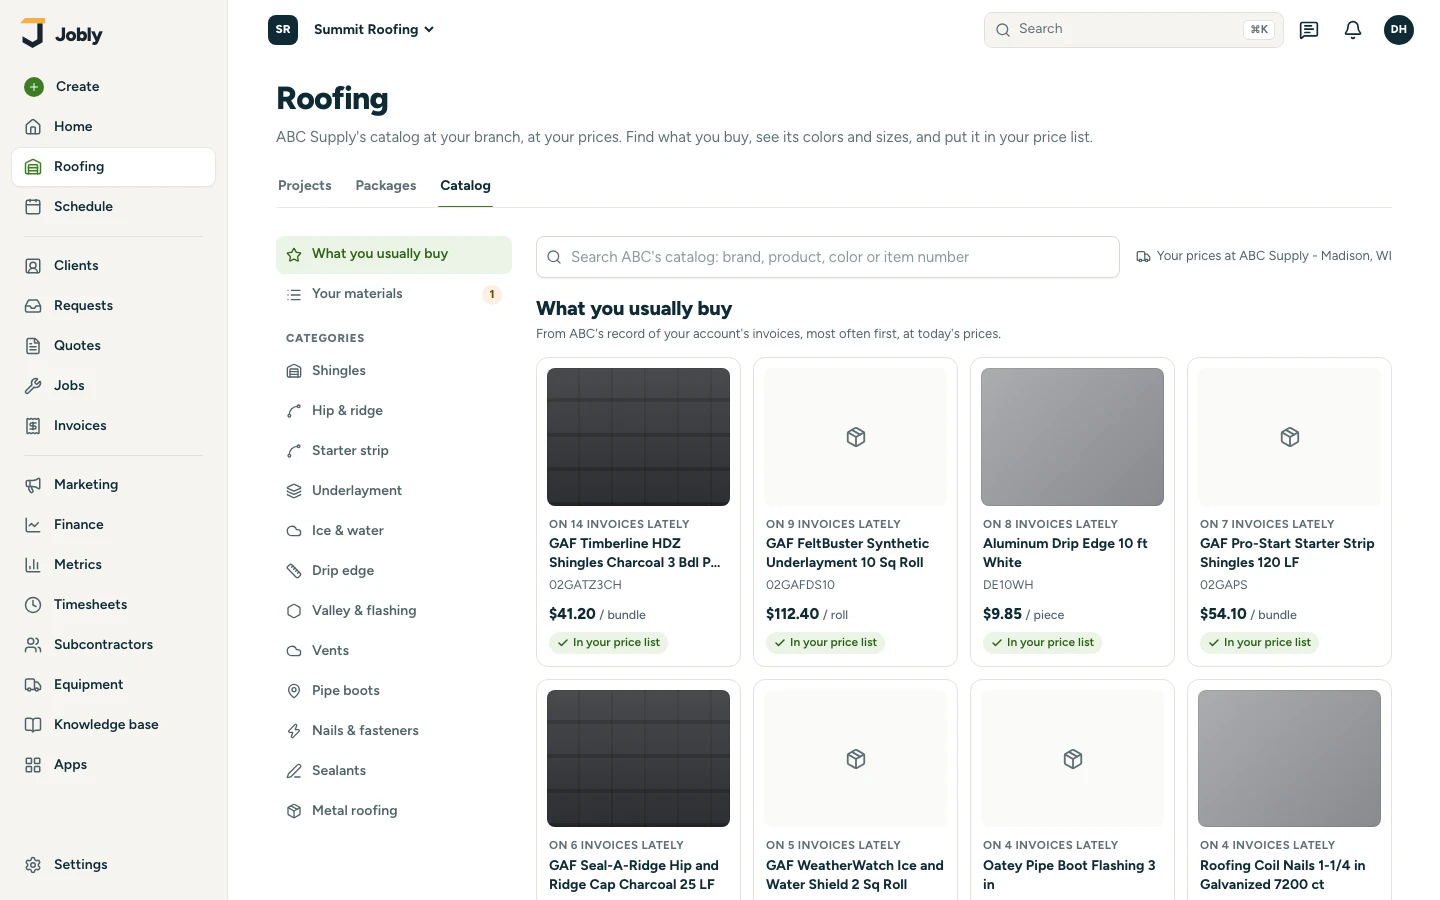 Jobly
SR
Summit Roofing
Search
⌘K
DH
Create
Home
Roofing
Schedule
Clients
Requests
Quotes
Jobs
Invoices
Marketing
Finance
Metrics
Timesheets
Subcontractors
Equipment
Knowledge base
Apps
Settings
Roofing
ABC Supply's catalog at your branch, at your prices. Find what you buy, see its colors and sizes, and put it in your price list.
Projects
Packages
Catalog
What you usually buy
Your materials
1
CATEGORIES
Shingles
Hip & ridge
Starter strip
Underlayment
Ice & water
Drip edge
Valley & flashing
Vents
Pipe boots
Nails & fasteners
Sealants
Metal roofing
Search ABC's catalog: brand, product, color or item number
Your prices at ABC Supply - Madison, WI
What you usually buy
From ABC's record of your account's invoices, most often first, at today's prices.
ON 14 INVOICES LATELY
GAF Timberline HDZ
Shingles Charcoal 3 Bdl P...
02GATZ3CH
$41.20 / bundle
In your price list
ON 9 INVOICES LATELY
GAF FeltBuster Synthetic
Underlayment 10 Sq Roll
02GAFDS10
$112.40 / roll
In your price list
ON 8 INVOICES LATELY
Aluminum Drip Edge 10 ft
White
DE10WH
$9.85 / piece
In your price list
ON 7 INVOICES LATELY
GAF Pro-Start Starter Strip
Shingles 120 LF
02GAPS
$54.10 / bundle
In your price list
ON 6 INVOICES LATELY
GAF Seal-A-Ridge Hip and
Ridge Cap Charcoal 25 LF
ON 5 INVOICES LATELY
GAF WeatherWatch Ice and
Water Shield 2 Sq Roll
ON 4 INVOICES LATELY
Oatey Pipe Boot Flashing 3
in
ON 4 INVOICES LATELY
Roofing Coil Nails 1-1/4 in
Galvanized 7200 ct